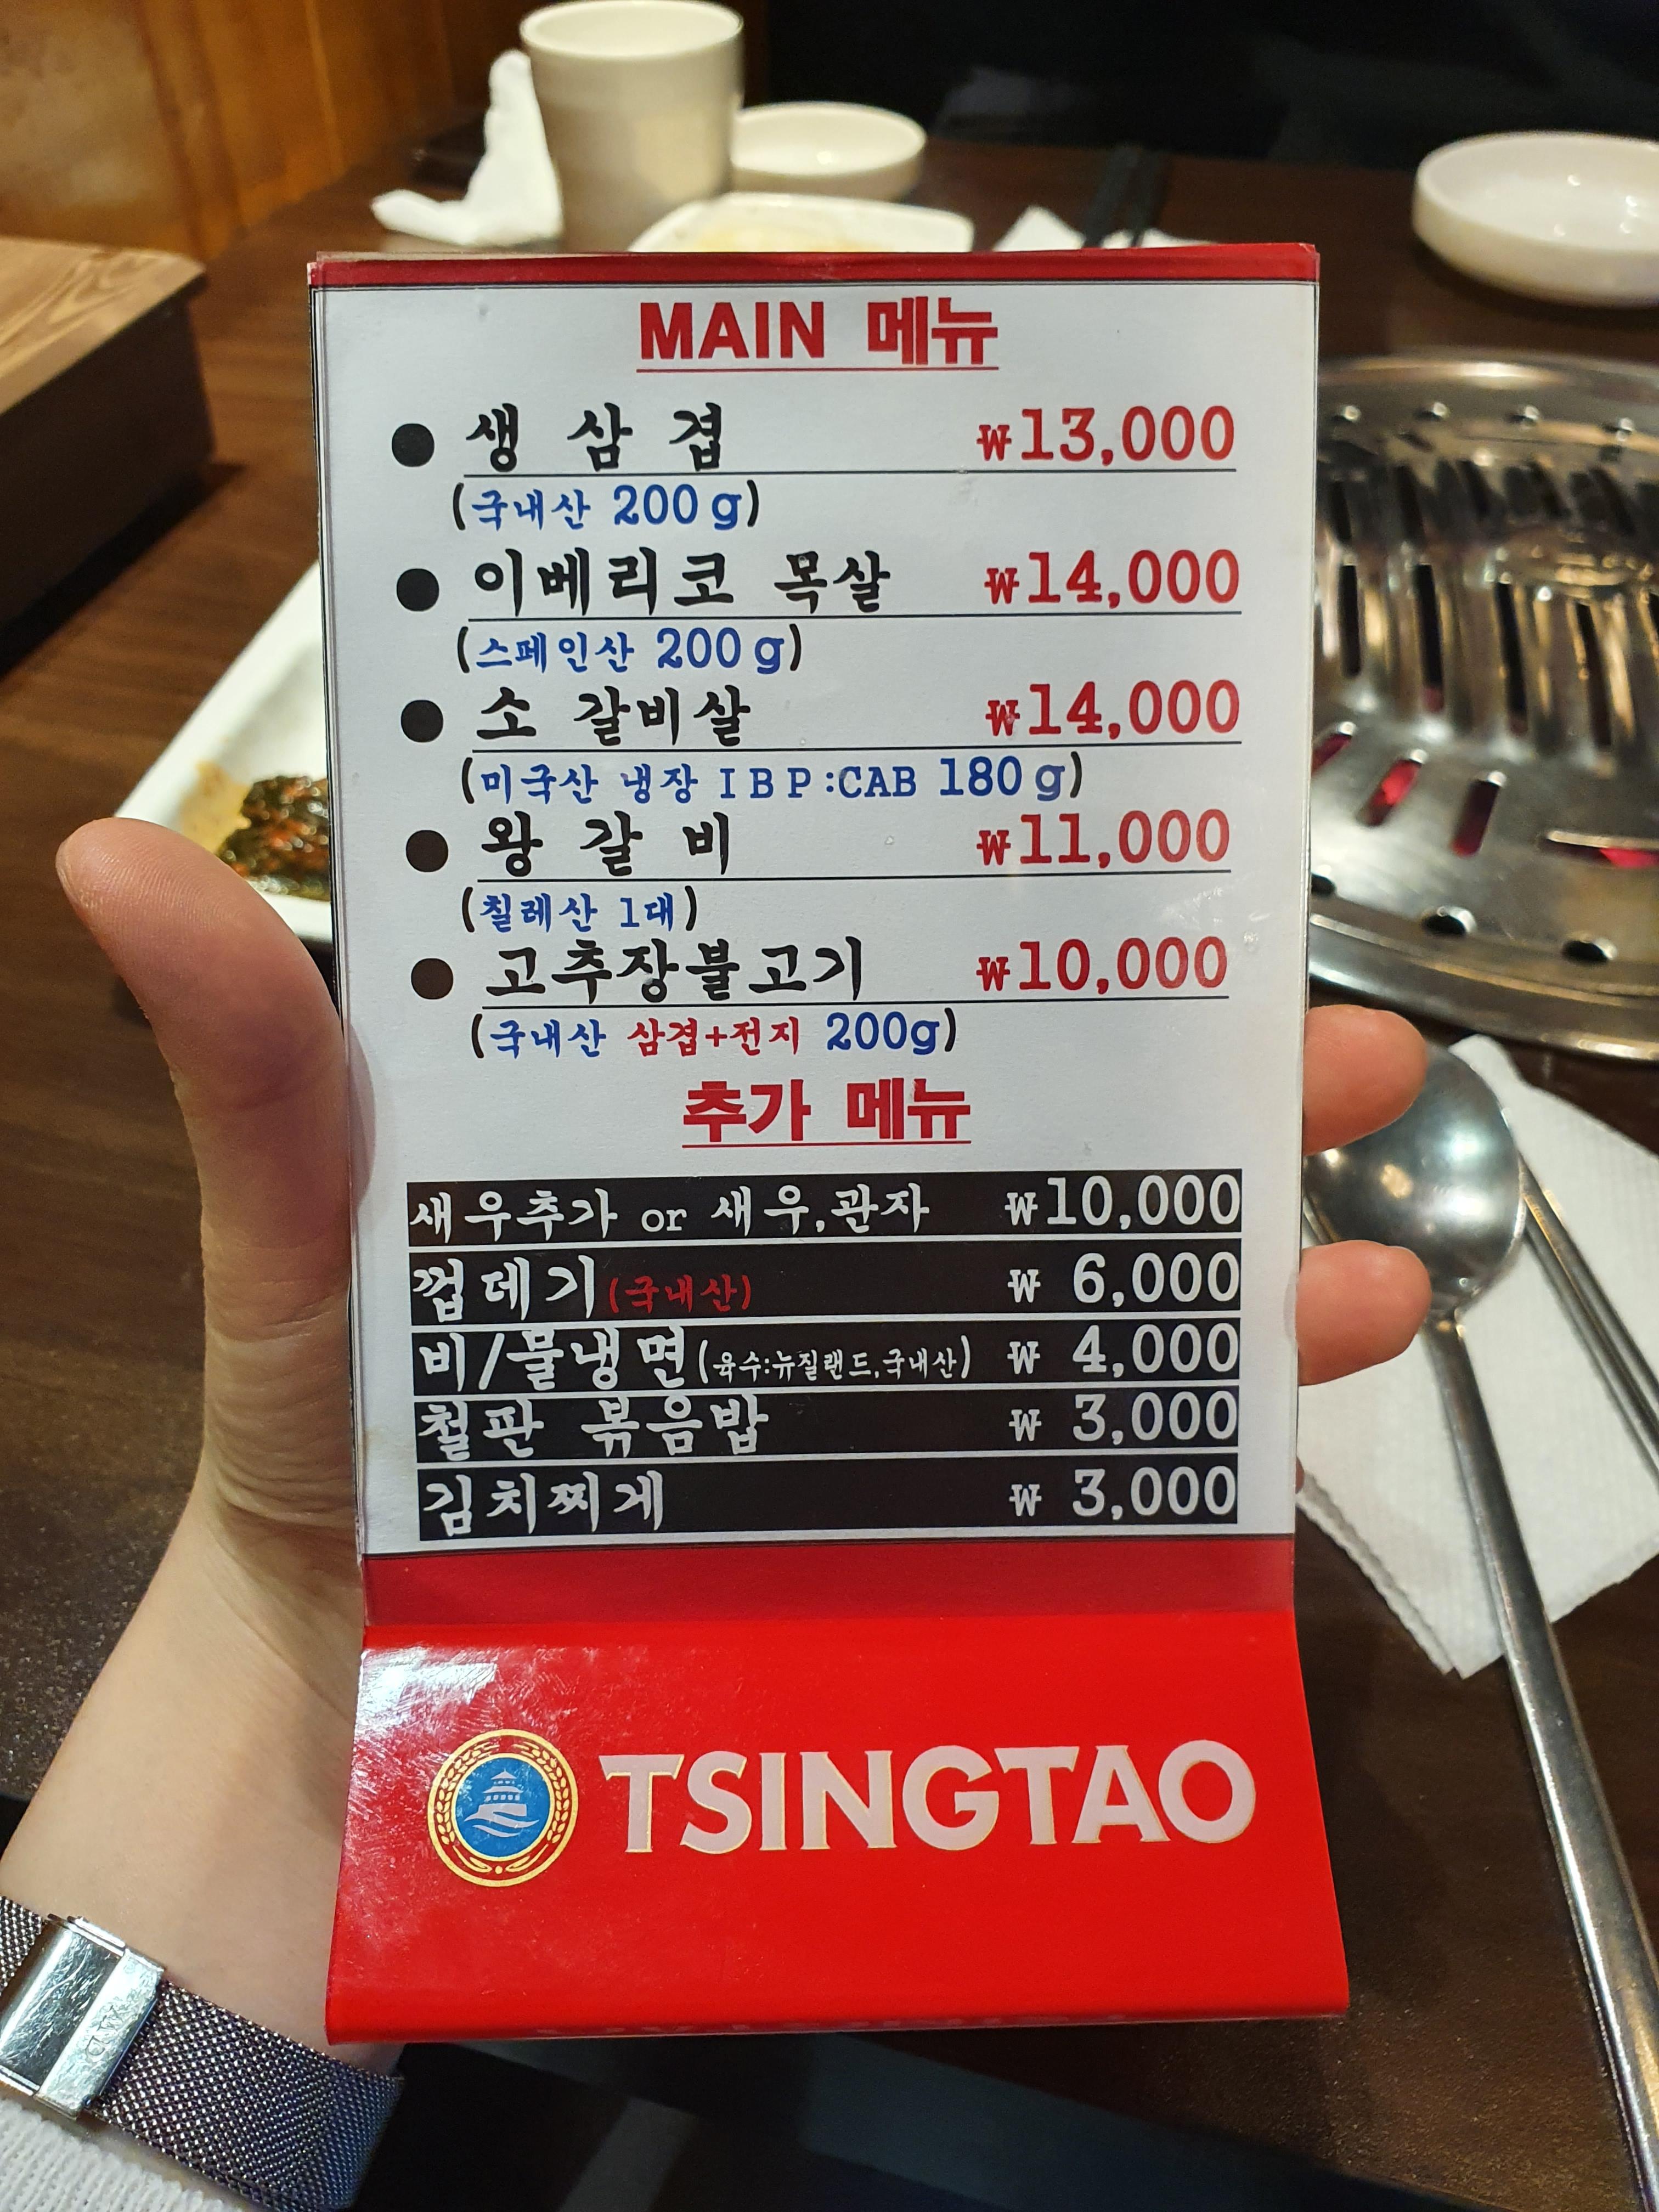 MAIN 메뉴
● 생 삼 겹 ₩13,000
(국내산 200g)
● 이베리코 목살 ₩14,000
(스페인산 200g)
● 소 갈비살 ₩14,000
(미국산 냉장 IBP:CAB 180g)
● 왕 갈 비 ₩11,000
(칠레산 1대)
● 고추장불고기 ₩10,000
(국내산 삼겹+전지 200g)
추가 메뉴
새우추가 or 새우,관자 ₩10,000
껍데기(국내산) ₩ 6,000
비/물냉면(육수:뉴질랜드,국내산) ₩ 4,000
철판 볶음밥 ₩ 3,000
김치찌게 ₩ 3,000
TSINGTAO